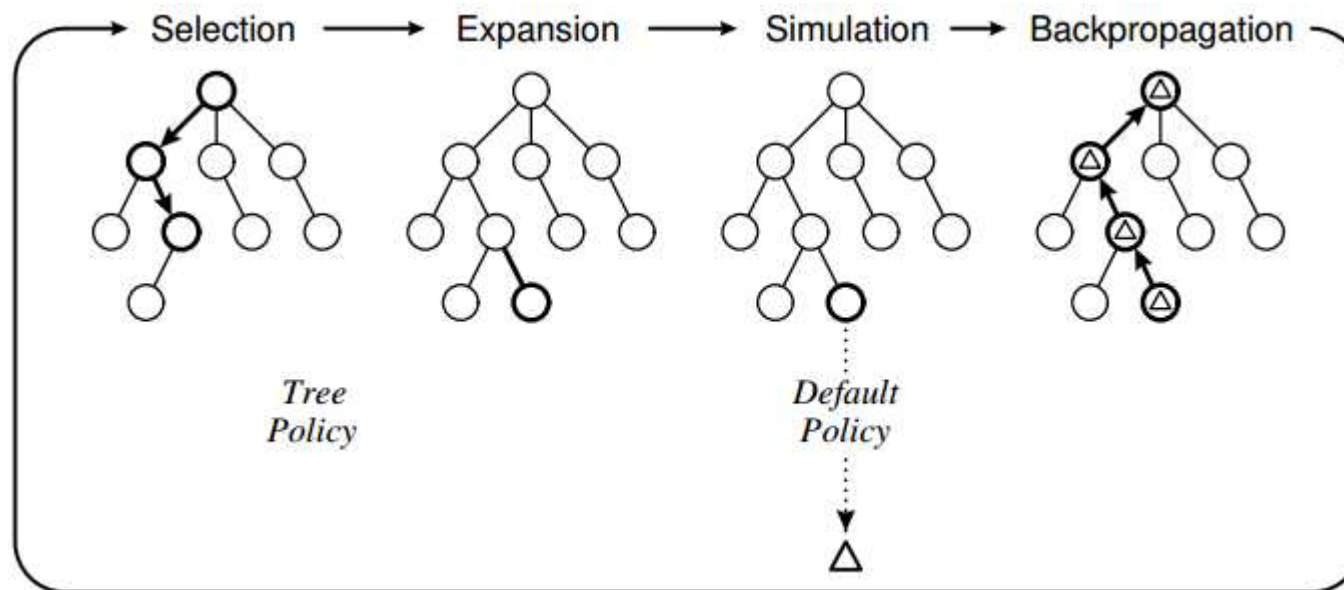 Selection Expansion Simulation Backpropagation
Tree
Policy
Default
Policy